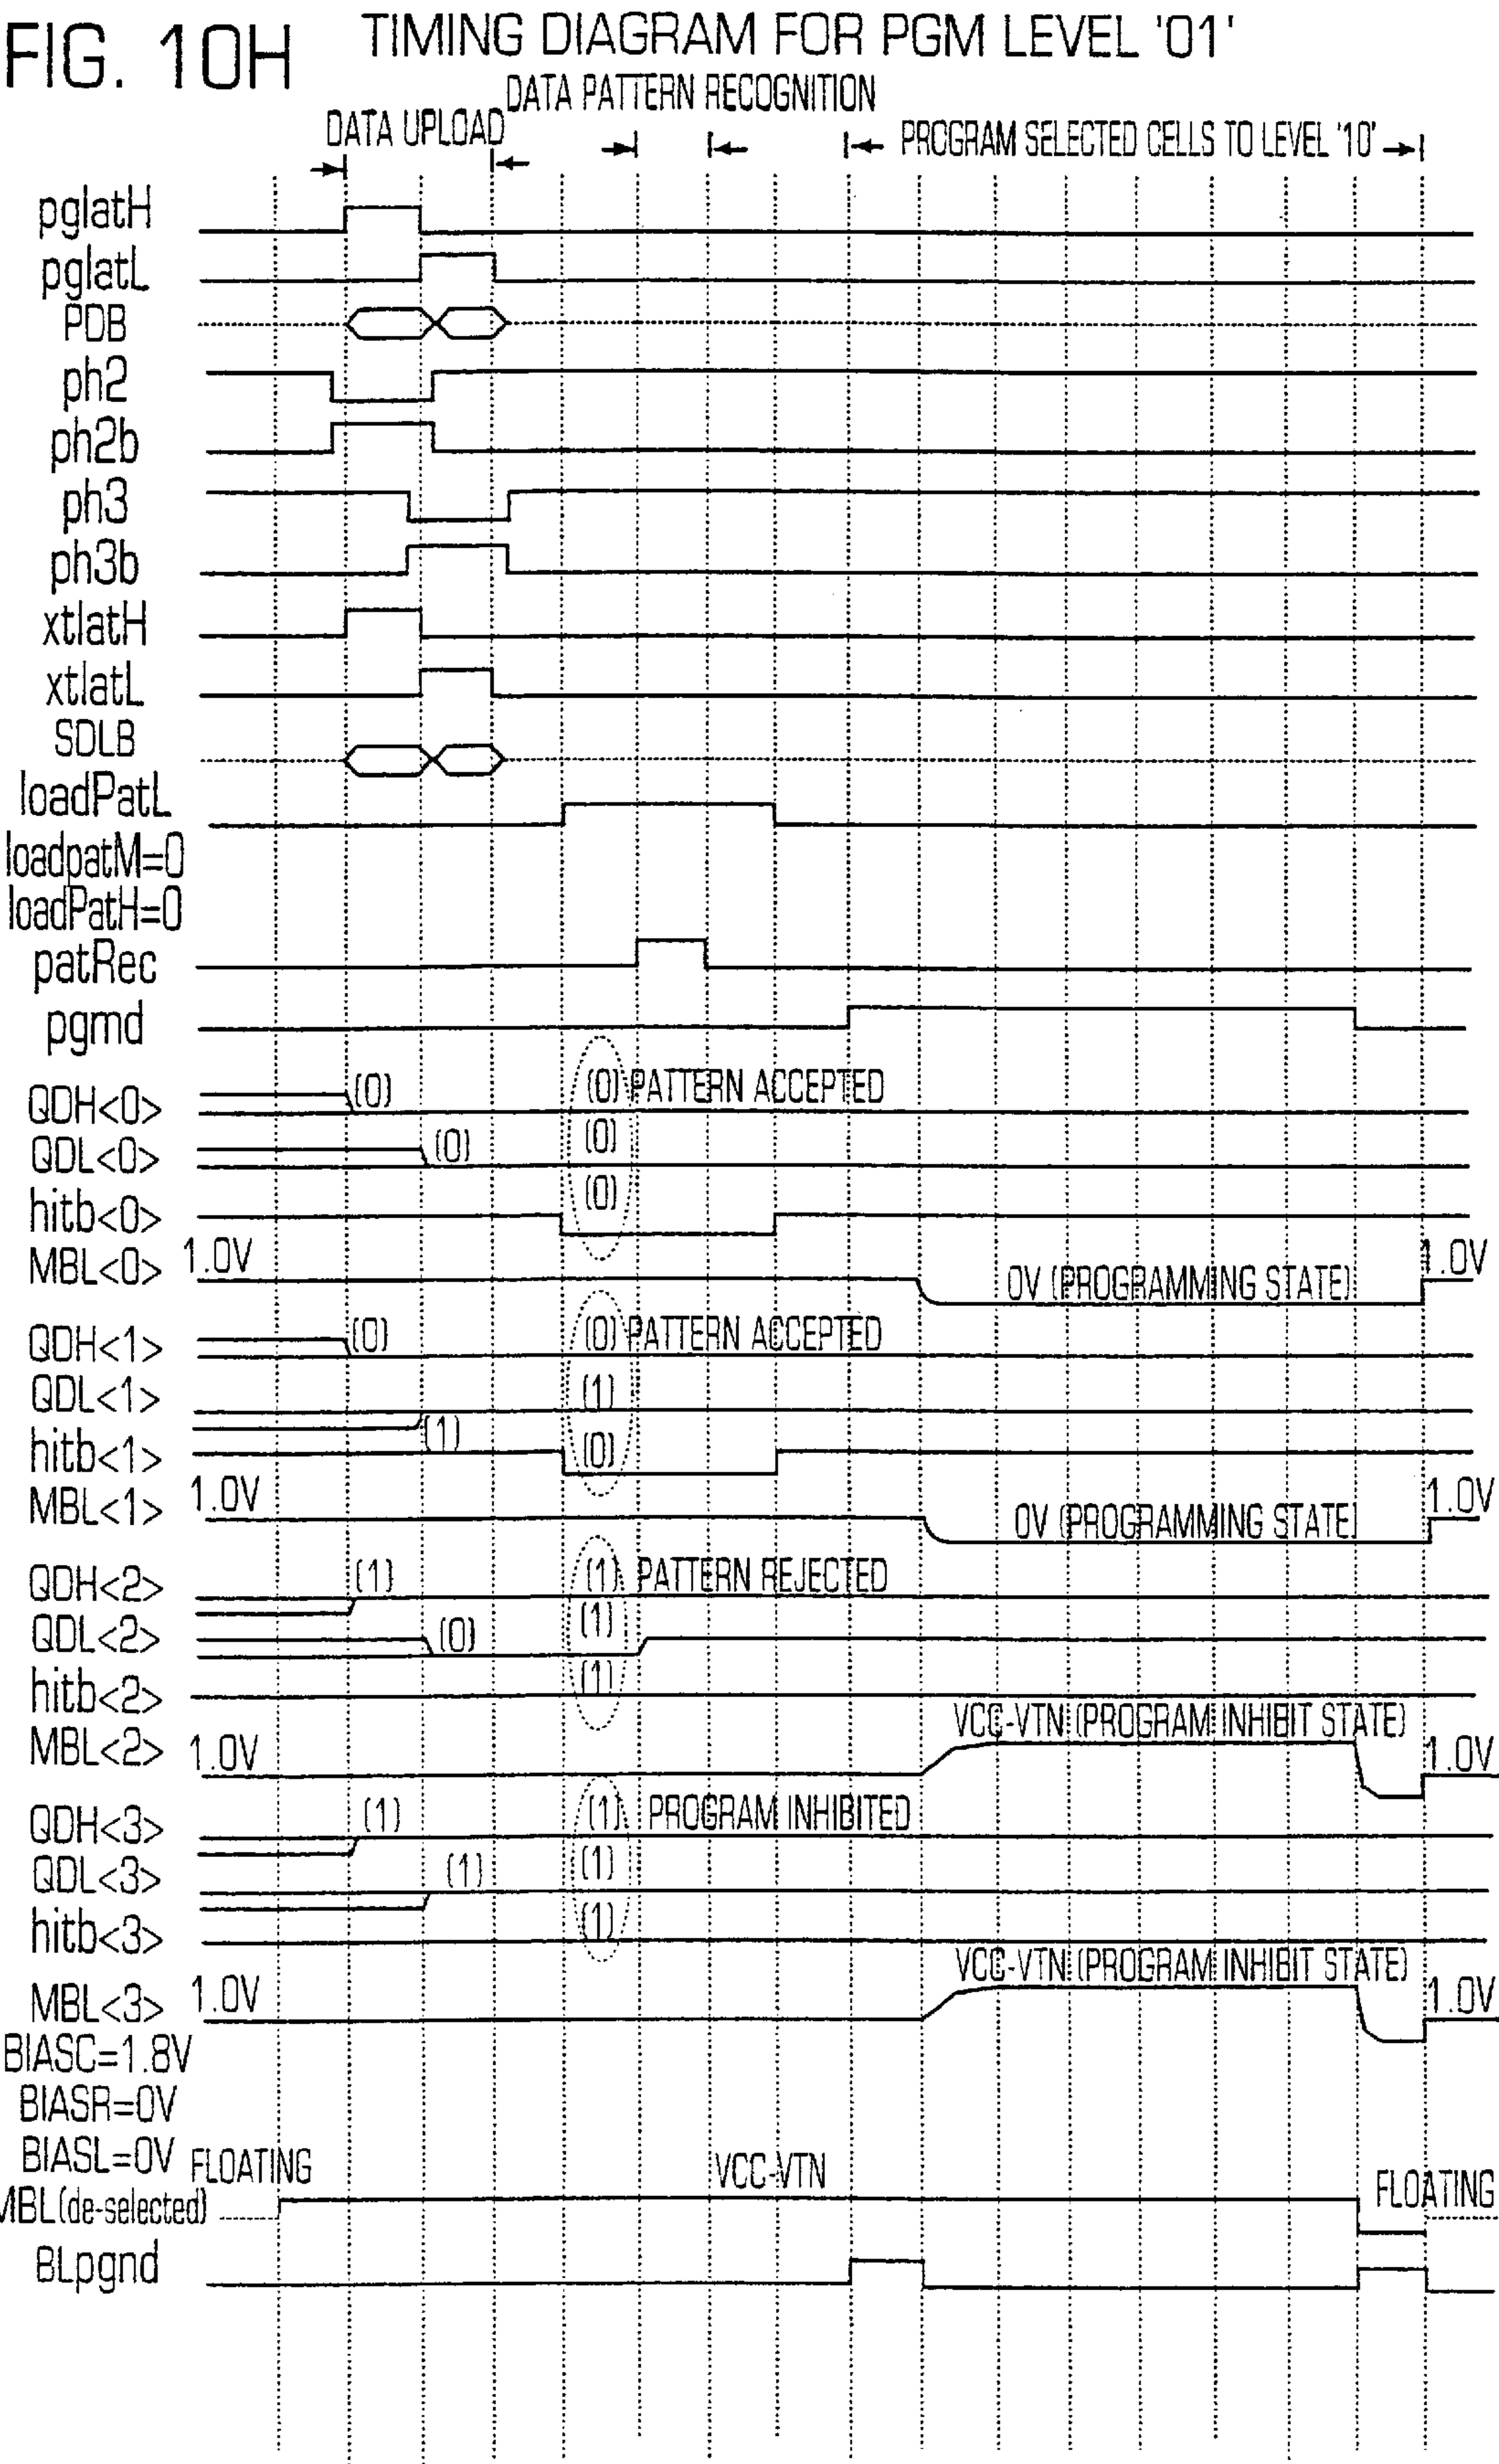 FIG. 10H
TIMING DIAGRAM FOR PGM LEVEL '01'
DATA PATTERN RECOGNITION
DATA UPLOAD
PROGRAM SELECTED CELLS TO LEVEL '10'
pglatH
pglatL
PDB
ph2
ph2b
ph3
ph3b
xtlatH
xtlatL
SDLB
loadPatL
loadpatM=0
loadPatH=0
patRec
pgmd
QDH<0> (0) (0) PATTERN ACCEPTED
QDL<0> (0) (0)
hitb<0> (0)
MBL<0> 1.0V 0V (PROGRAMMING STATE) 1.0V
QDH<1> (0) (0) PATTERN ACCEPTED
QDL<1> (1) (1)
hitb<1> (0)
MBL<1> 1.0V 0V (PROGRAMMING STATE) 1.0V
QDH<2> (1) (1) PATTERN REJECTED
QDL<2> (0) (1)
hitb<2> (1)
MBL<2> 1.0V VCC-VTN (PROGRAM INHIBIT STATE) 1.0V
QDH<3> (1) (1) PROGRAM INHIBITED
QDL<3> (1) (1)
hitb<3> (1)
MBL<3> 1.0V VCC-VTN (PROGRAM INHIBIT STATE) 1.0V
BIASC=1.8V
BIASR=0V
BIASL=0V
MBL(de-selected) FLOATING VCC-VTN FLOATING
BLpgnd